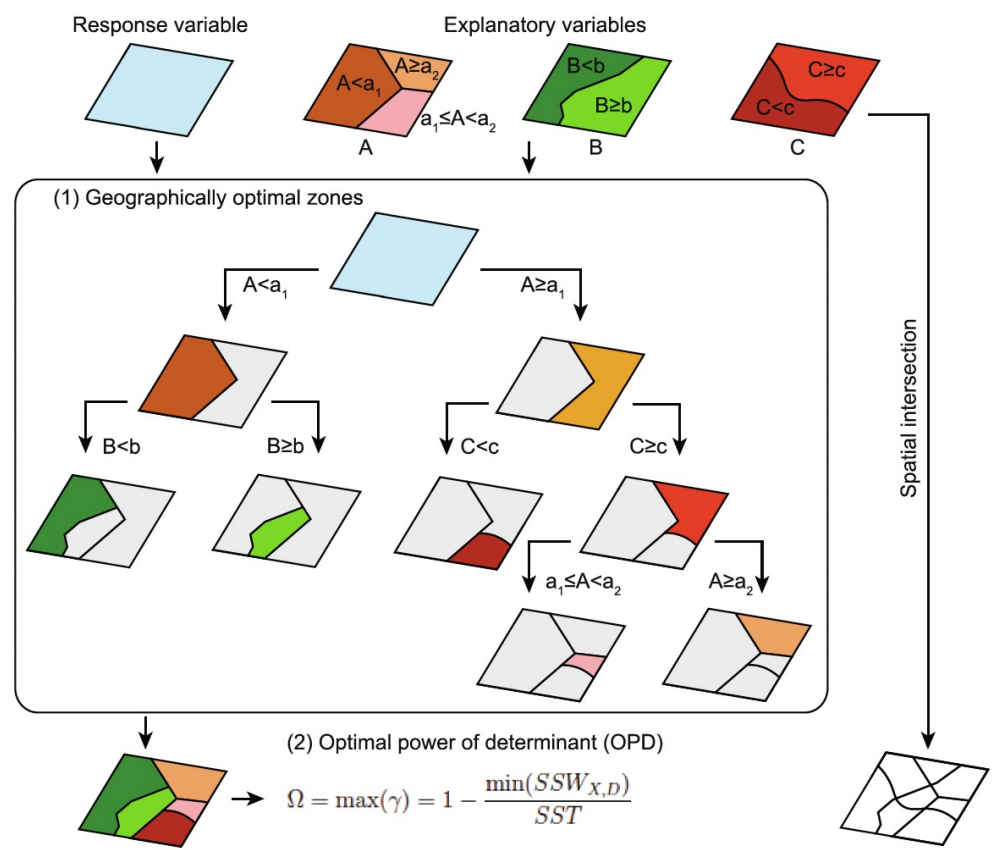 Response variable
Explanatory variables
A<a₁
A≥a₂
a₁≤A<a₂
A
B<b
B≥b
B
C≥c
C<c
C
(1) Geographically optimal zones
A<a₁
A≥a₁
B<b
B≥b
C<c
C≥c
a₁≤A<a₂
A≥a₂
Spatial intersection
(2) Optimal power of determinant (OPD)
Ω = max(γ) = 1 − min(SSW_{X,D}) / SST